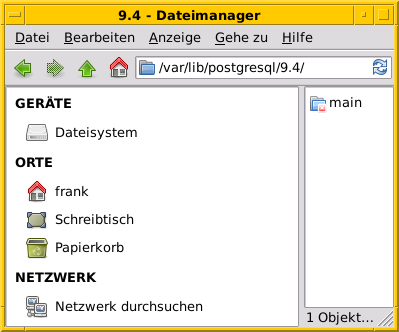 9.4 - Dateimanager
Datei Bearbeiten Anzeige Gehe zu Hilfe
/var/lib/postgresql/9.4/
GERÄTE
Dateisystem
ORTE
frank
Schreibtisch
Papierkorb
NETZWERK
Netzwerk durchsuchen
main
1 Objekt...